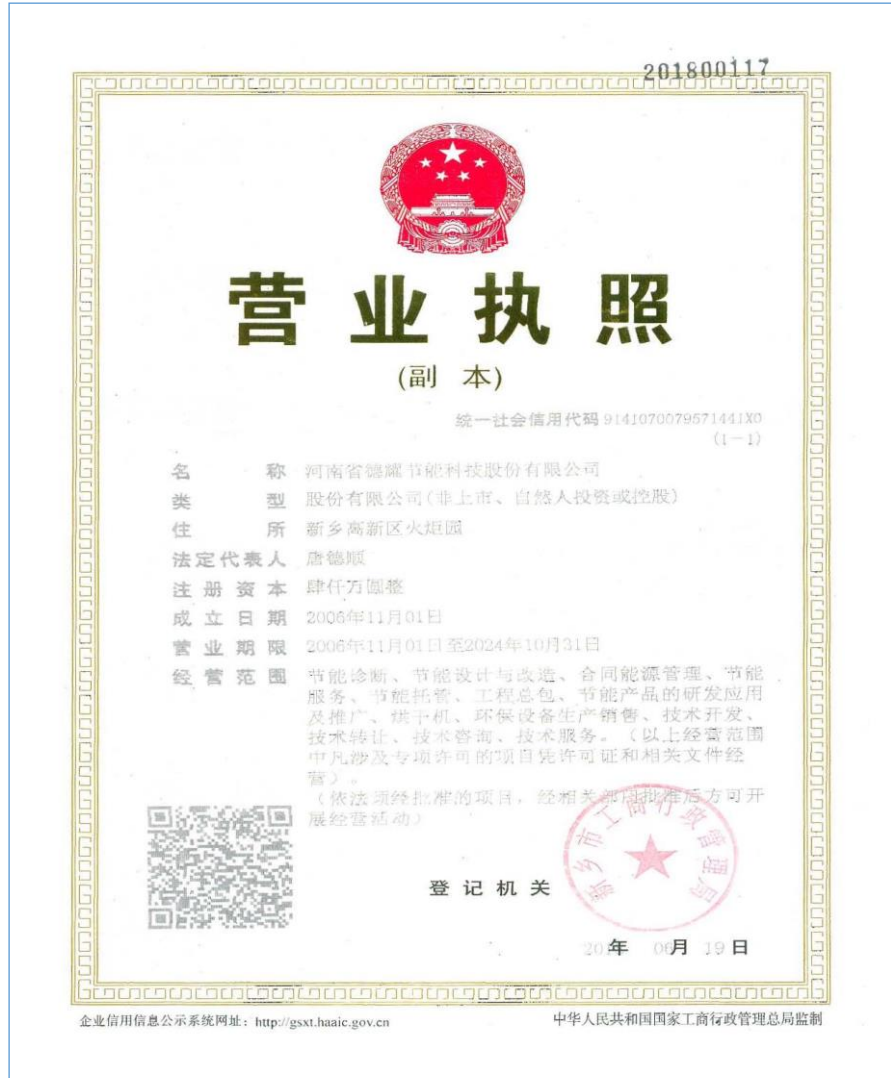 201800117
营业执照
(副 本)
统一社会信用代码 91410700795714441X0
(1-1)
名 称 河南省德耀节能科技股份有限公司
类 型 股份有限公司(非上市、自然人投资或控股)
住 所 新乡高新区火炬园
法定代表人 唐德顺
注册资本 肆仟万圆整
成立日期 2006年11月01日
营业期限 2006年11月01日至2024年10月31日
经营范围 节能诊断、节能设计与改造、合同能源管理、节能
服务、节能托管、工程总包、节能产品的研发应用
及推广、烘干机、环保设备生产销售、技术开发、
技术转让、技术咨询、技术服务。（以上经营范围
中凡涉及专项许可的项目凭许可证和相关文件经
营）。
（依法须经批准的项目，经相关部门批准后方可开
展经营活动）
新乡市工商行政管理局
登记机关
年 06月 19日
企业信用信息公示系统网址：http://gsxt.haaic.gov.cn
中华人民共和国国家工商行政管理总局监制